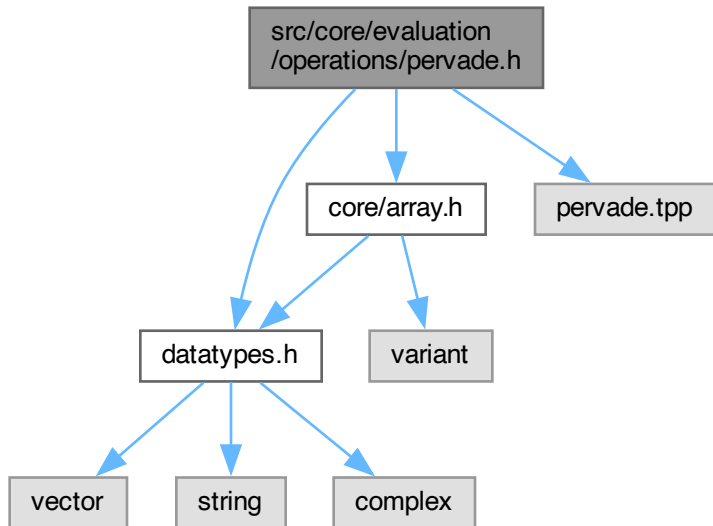 src/core/evaluation
/operations/pervade.h
core/array.h
pervade.tpp
datatypes.h
variant
vector
string
complex